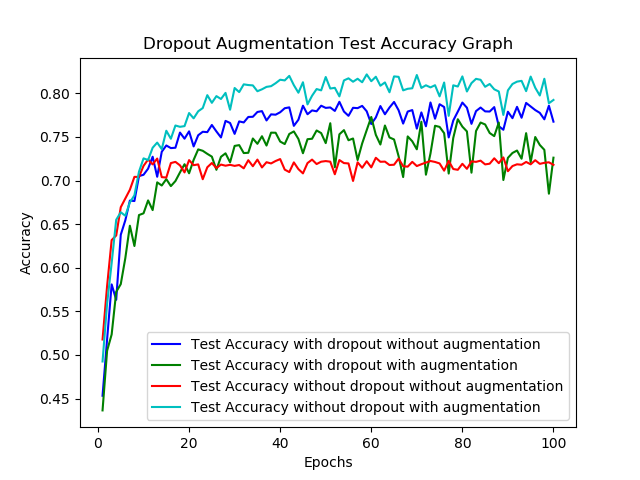 Dropout Augmentation Test Accuracy Graph
0.80
0.75
0.70
0.65
0.60
0.55
0.50
0.45
Accuracy
Test Accuracy with dropout without augmentation
Test Accuracy with dropout with augmentation
Test Accuracy without dropout without augmentation
Test Accuracy without dropout with augmentation
0 20 40 60 80 100
Epochs